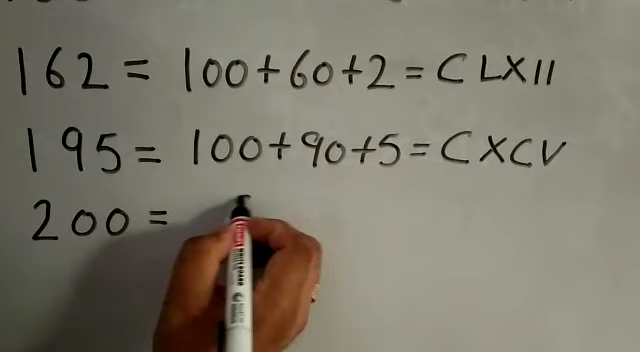 162 = 100+60+2 = CLXII
195 = 100+90+5 = CXCV
200 =